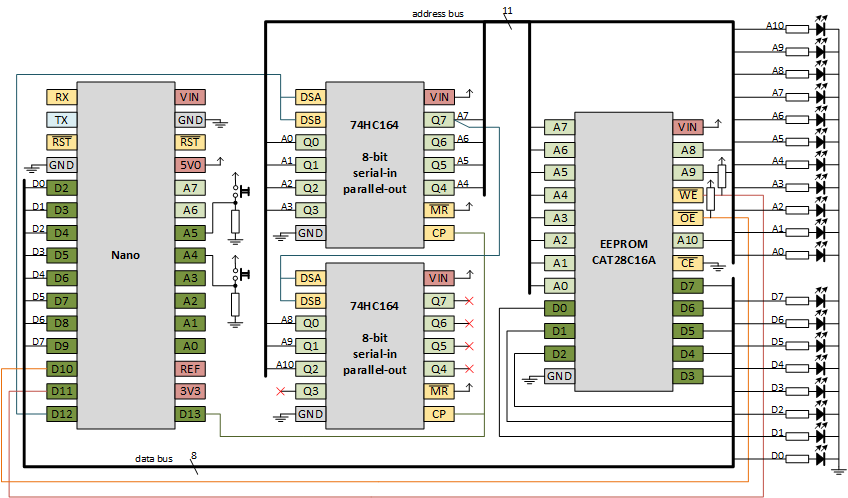 address bus
11
A10
A9
A8
A7
A6
A5
A4
A3
A2
A1
A0
RX
TX
RST
GND
D2
D3
D4
D5
D6
D7
D8
D9
D10
D11
D12
Nano
VIN
GND
RST
5V0
A7
A6
A5
A4
A3
A2
A1
A0
REF
3V3
D13
D0
D1
D2
D3
D4
D5
D6
D7
DSA
DSB
Q0
Q1
Q2
Q3
GND
A0
A1
A2
A3
74HC164
8-bit
serial-in
parallel-out
VIN
Q7
Q6
Q5
Q4
MR
CP
A7
A6
A5
A4
DSA
DSB
Q0
Q1
Q2
Q3
GND
A8
A9
A10
74HC164
8-bit
serial-in
parallel-out
VIN
Q7
Q6
Q5
Q4
MR
CP
A7
A6
A5
A4
A3
A2
A1
A0
D0
D1
D2
GND
EEPROM
CAT28C16A
VIN
A8
A9
WE
OE
A10
CE
D7
D6
D5
D4
D3
D7
D6
D5
D4
D3
D2
D1
D0
data bus
8